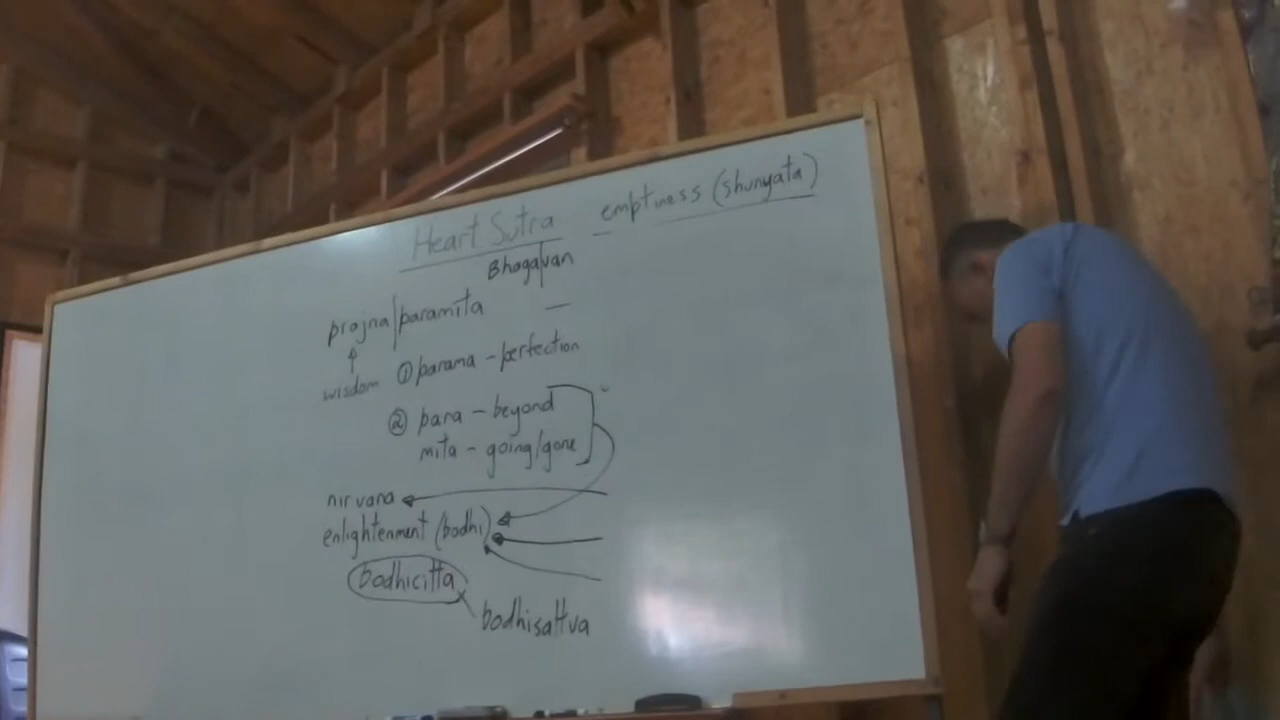 Heart Sutra emptiness (shunyata)
Bhagavan
prajna/paramita
wisdom
① parama - perfection
② para - beyond
mita - going/gone
nirvana
enlightenment (bodhi)
bodhicitta
bodhisattva